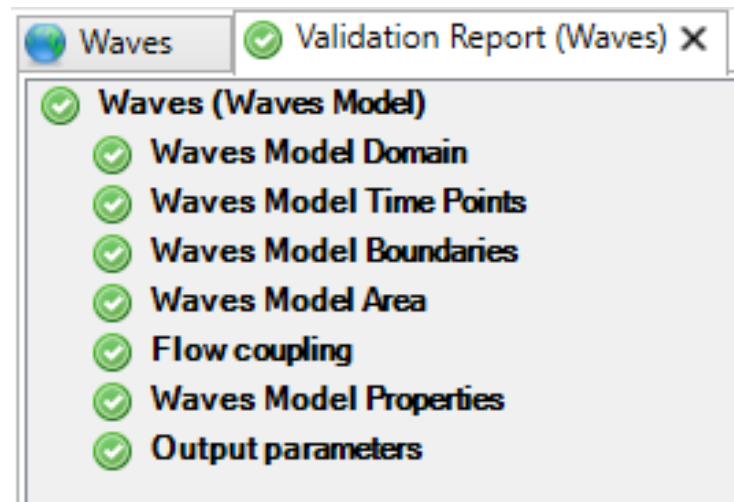 Waves
Validation Report (Waves)
Waves (Waves Model)
Waves Model Domain
Waves Model Time Points
Waves Model Boundaries
Waves Model Area
Flow coupling
Waves Model Properties
Output parameters